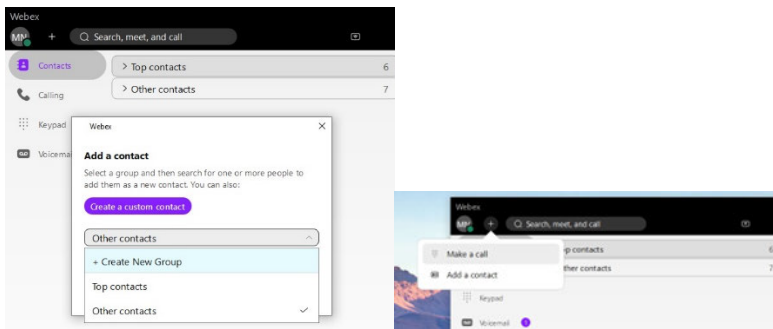 Webex
MN
+
Search, meet, and call
Contacts
> Top contacts 6
Calling
> Other contacts 7
Keypad
Voicemai
Webex
Add a contact
Select a group and then search for one or more people to
add them as a new contact. You can also:
Create a custom contact
Other contacts
+ Create New Group
Top contacts
Other contacts
Webex
MN
+
Search, meet, and call
Make a call
Add a contact
p contacts 6
ther contacts 7
Keypad
Voicemail